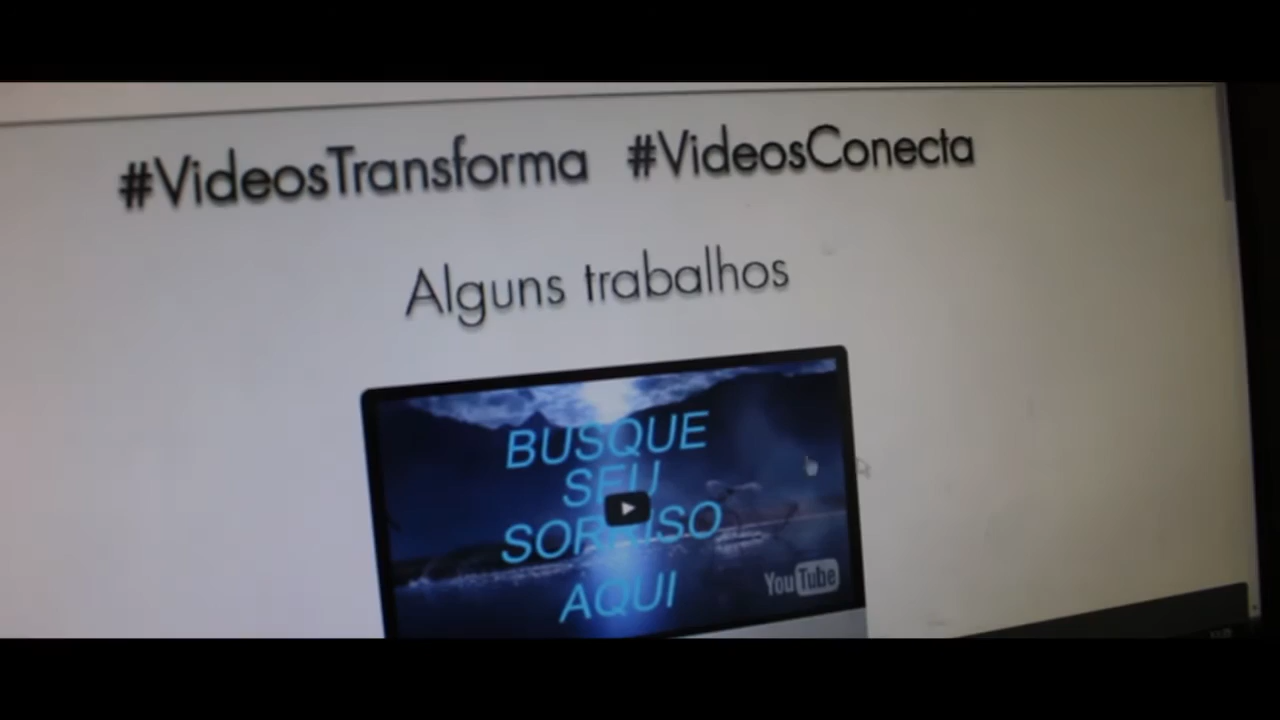 #VideosTransforma #VideosConecta
Alguns trabalhos
BUSQUE
SEU
SORRISO
AQUI
YouTube